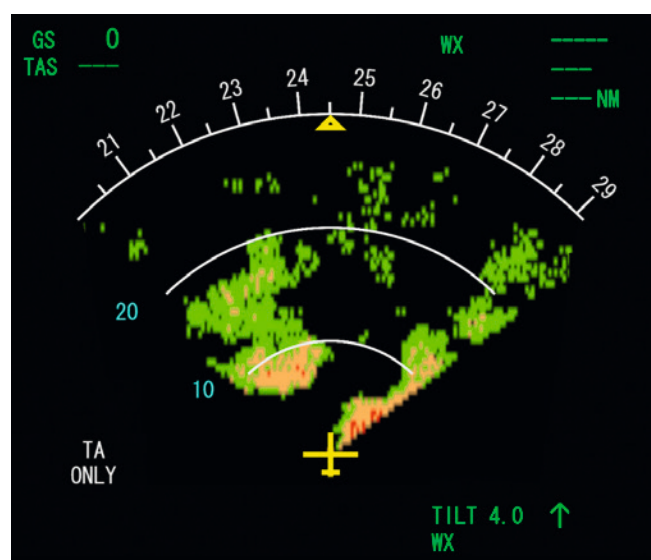 GS 0
TAS ---
WX -----
---
--- NM
21 22 23 24 25 26 27 28 29
20
10
TA
ONLY
TILT 4.0 ↑
WX